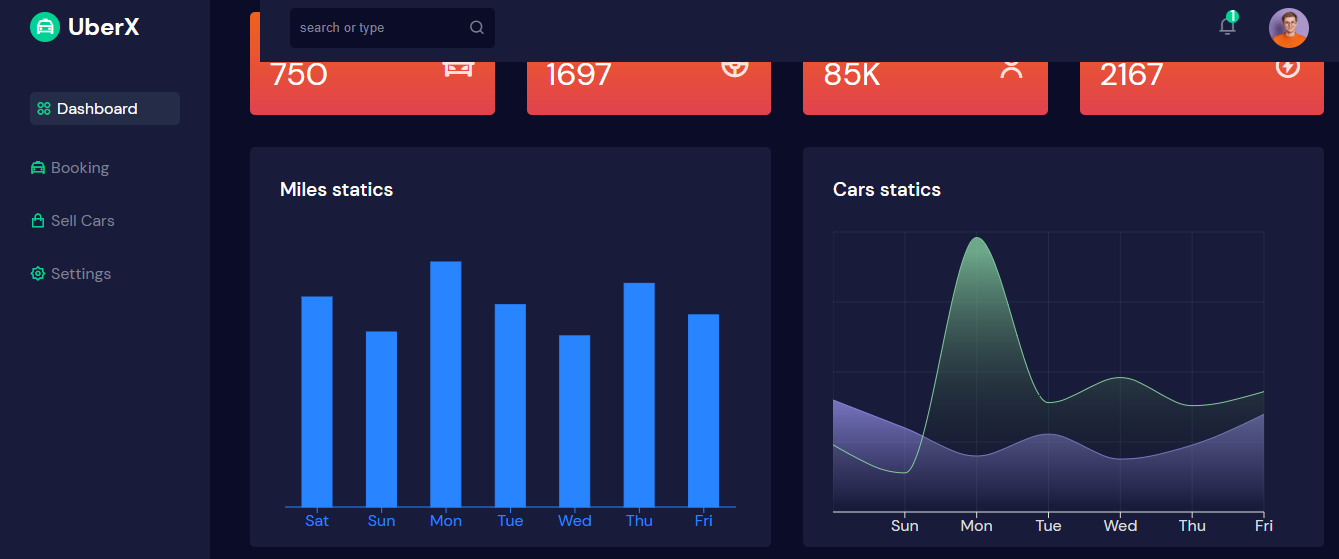 UberX
search or type
1
Dashboard
Booking
Sell Cars
Settings
750
1697
85K
2167
Miles statics
Sat Sun Mon Tue Wed Thu Fri
Cars statics
Sun Mon Tue Wed Thu Fri